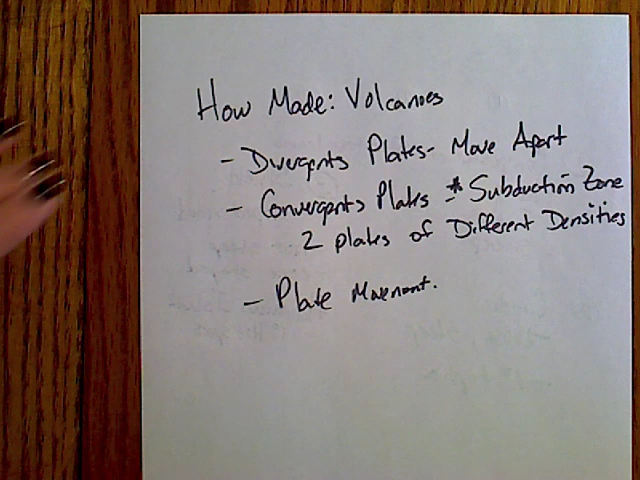 How Made: Volcanoes
- Divergents Plates - Move Apart
- Convergents Plates * Subduction Zone
2 plates of Different Densities
- Plate Movement.